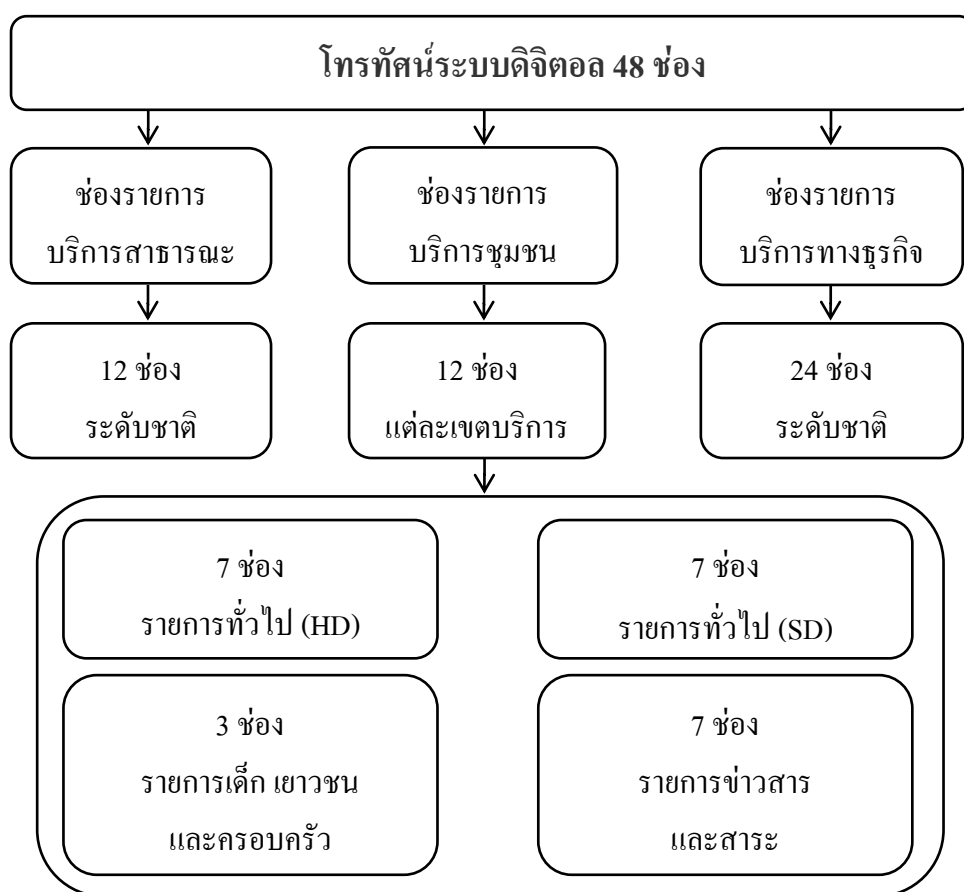 โทรทัศน์ระบบดิจิตอล 48 ช่อง
ช่องรายการ
บริการสาธารณะ
ช่องรายการ
บริการชุมชน
ช่องรายการ
บริการทางธุรกิจ
12 ช่อง
ระดับชาติ
12 ช่อง
แต่ละเขตบริการ
24 ช่อง
ระดับชาติ
7 ช่อง
รายการทั่วไป (HD)
7 ช่อง
รายการทั่วไป (SD)
3 ช่อง
รายการเด็ก เยาวชน
และครอบครัว
7 ช่อง
รายการข่าวสาร
และสาระ